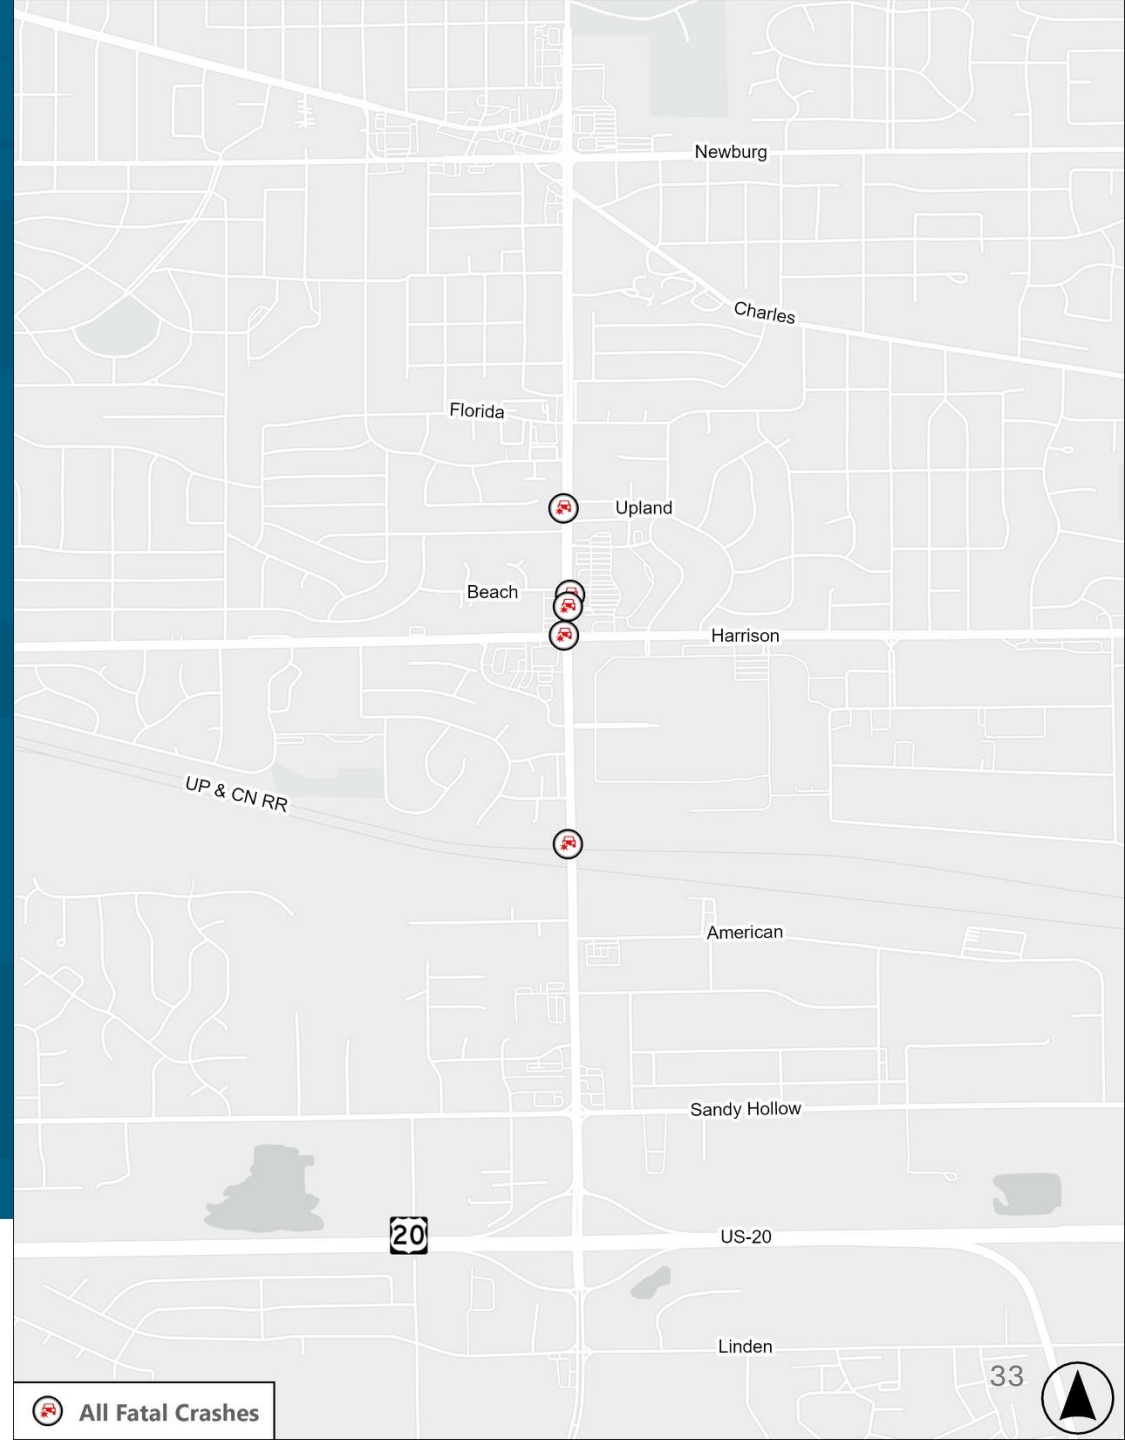 Newburg
Charles
Florida
Upland
Beach
Harrison
UP & CN RR
American
Sandy Hollow
20
US-20
Linden
33
All Fatal Crashes